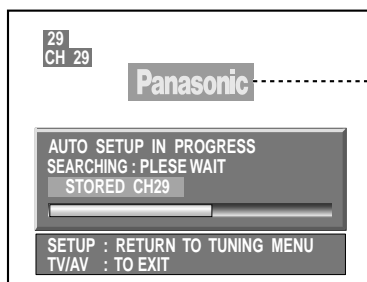 29
CH 29
Panasonic
AUTO SETUP IN PROGRESS
SEARCHING : PLESE WAIT
STORED CH29
SETUP : RETURN TO TUNING MENU
TV/AV : TO EXIT